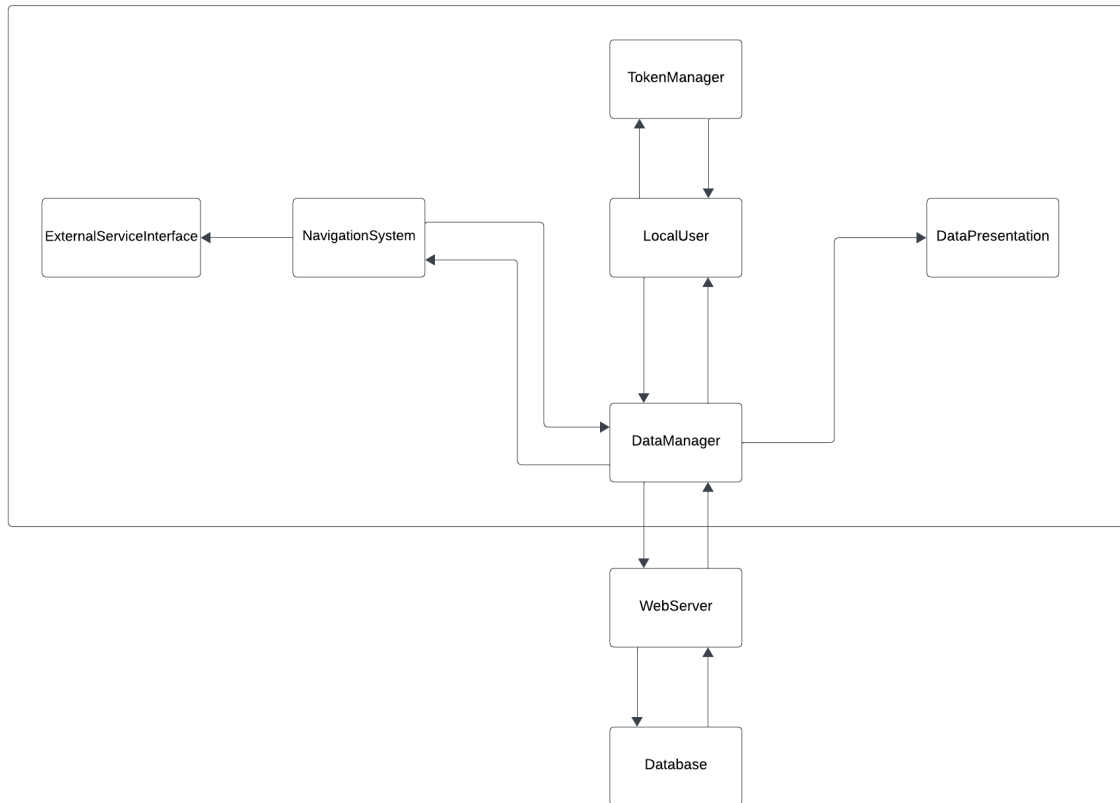 TokenManager
ExternalServiceInterface
NavigationSystem
LocalUser
DataPresentation
DataManager
WebServer
Database